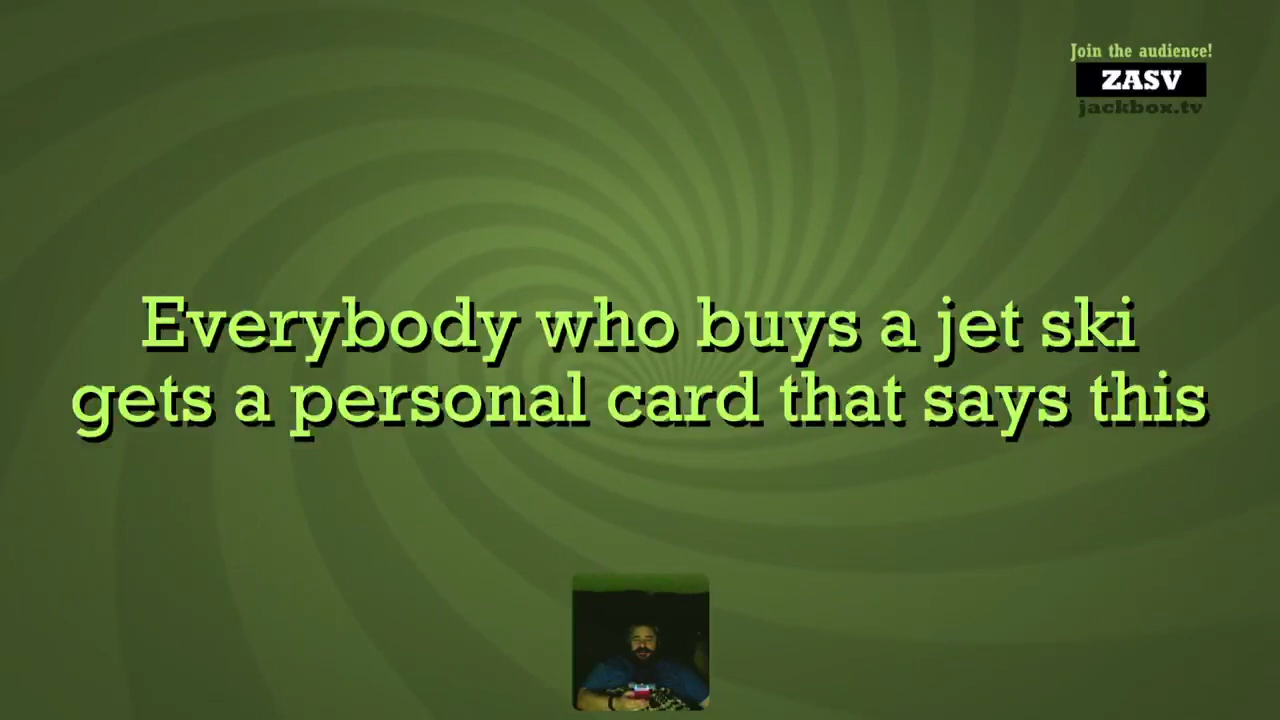 Join the audience!
ZASV
jackbox.tv
Everybody who buys a jet ski
gets a personal card that says this